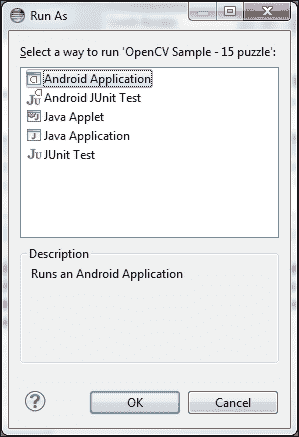 Run As
Select a way to run 'OpenCV Sample - 15 puzzle':
Android Application
Android JUnit Test
Java Applet
Java Application
JUnit Test
Description
Runs an Android Application
OK
Cancel